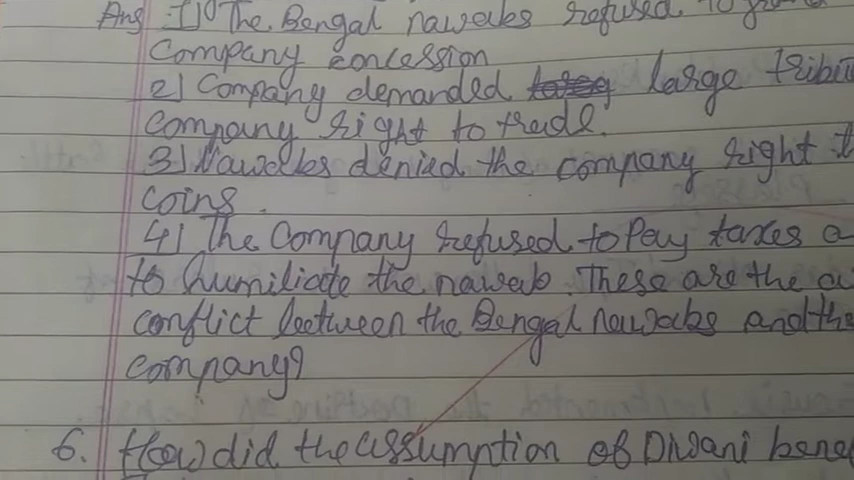 Ans :- 1) The Bengal nawabs refused to
Company concession
2) Company demanded large
Company right to trade.
3) Nawabs denied the company right
coins.
4) The Company refused to Pay taxes
to humiliate the nawab. These are the
conflict between the Bengal nawabs and the
company?
6. How did the assumption of Diwani